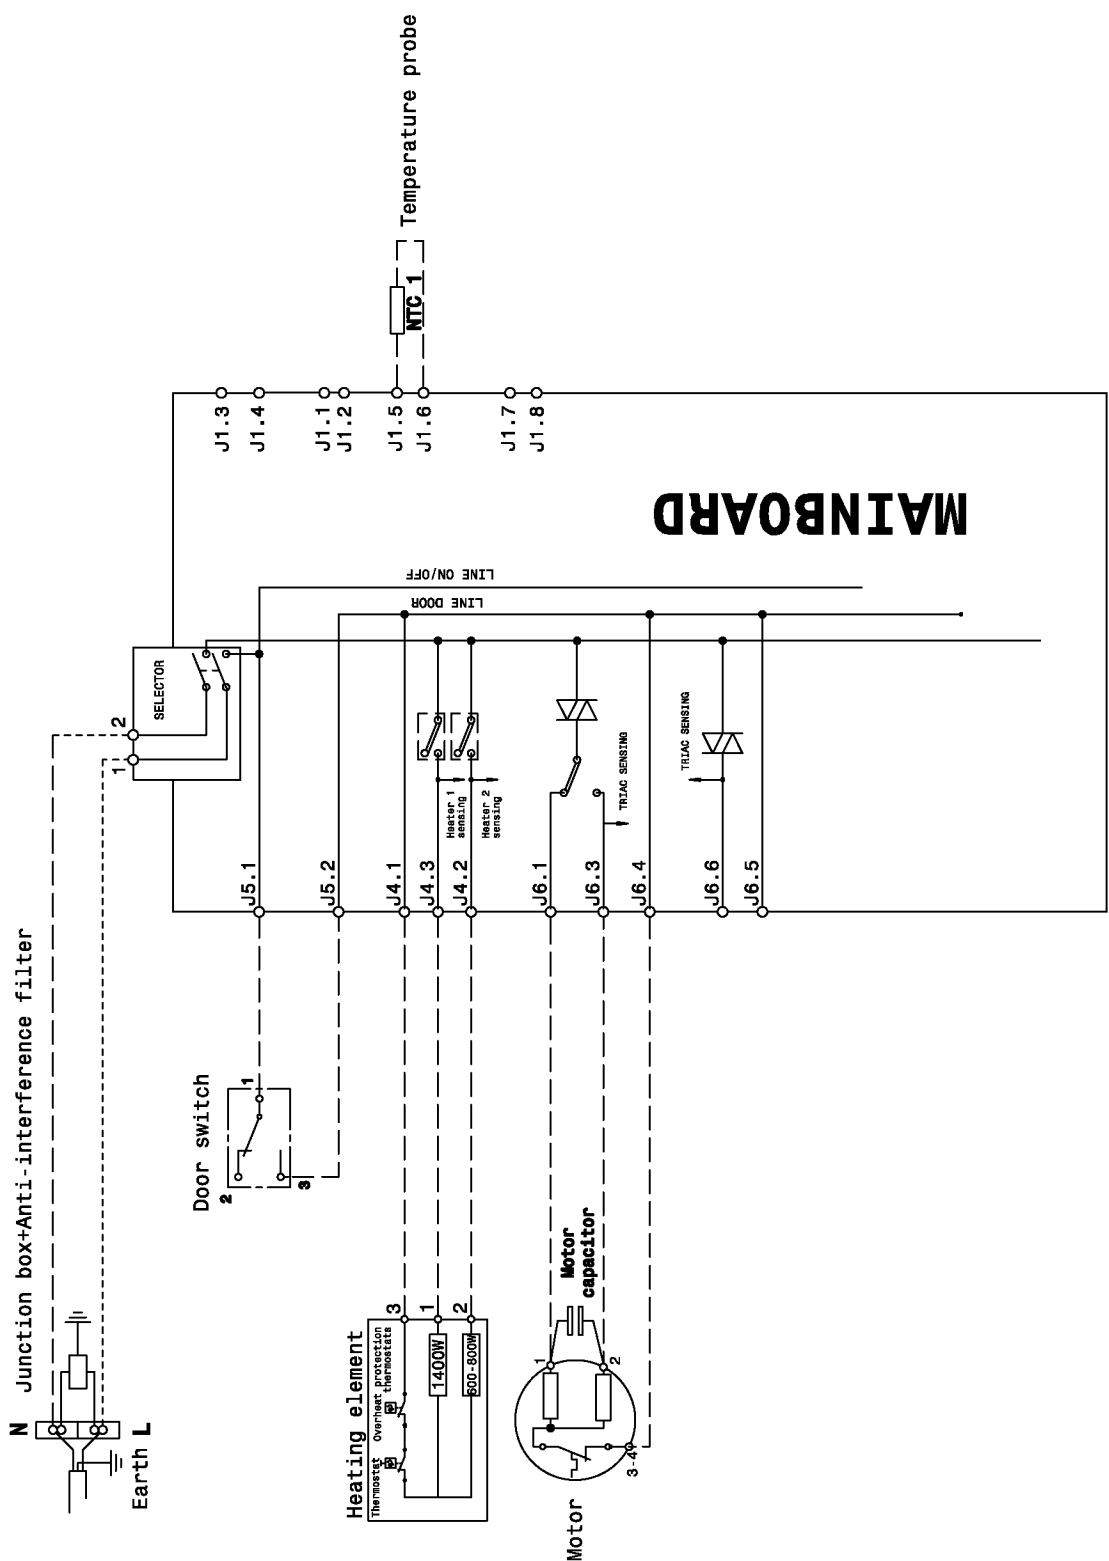 Temperature probe
NTC 1
J1.3
J1.4
J1.1
J1.2
J1.5
J1.6
J1.7
J1.8
MAINBOARD
LINE ON/OFF
LINE DOOR
SELECTOR
2
1
Heater 1
sensing
Heater 2
sensing
TRIAC SENSING
TRIAC SENSING
J5.1
J5.2
J4.1
J4.3
J4.2
J6.1
J6.3
J6.4
J6.6
J6.5
Junction box+Anti-interference filter
N
L
Earth
Door switch
1
2
3
Heating element
Thermostat
Overheat protection
thermostats
3
1
2
1400W
600-800W
Motor
capacitor
1
2
3-4
Motor